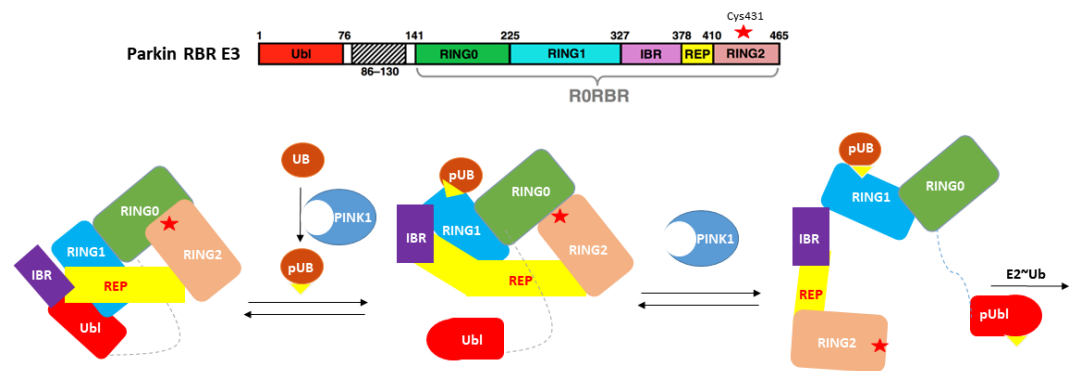 Cys431
1 76 141 225 327 378 410 465
Parkin RBR E3 Ubl RING0 RING1 IBR REP RING2
86–130
R0RBR
UB
PINK1
pUB
RING0
RING1
RING2
IBR
REP
Ubl
pUB
RING0
IBR
RING1
RING2
REP
Ubl
PINK1
pUB
RING1
RING0
IBR
REP
RING2
pUbl
E2~Ub